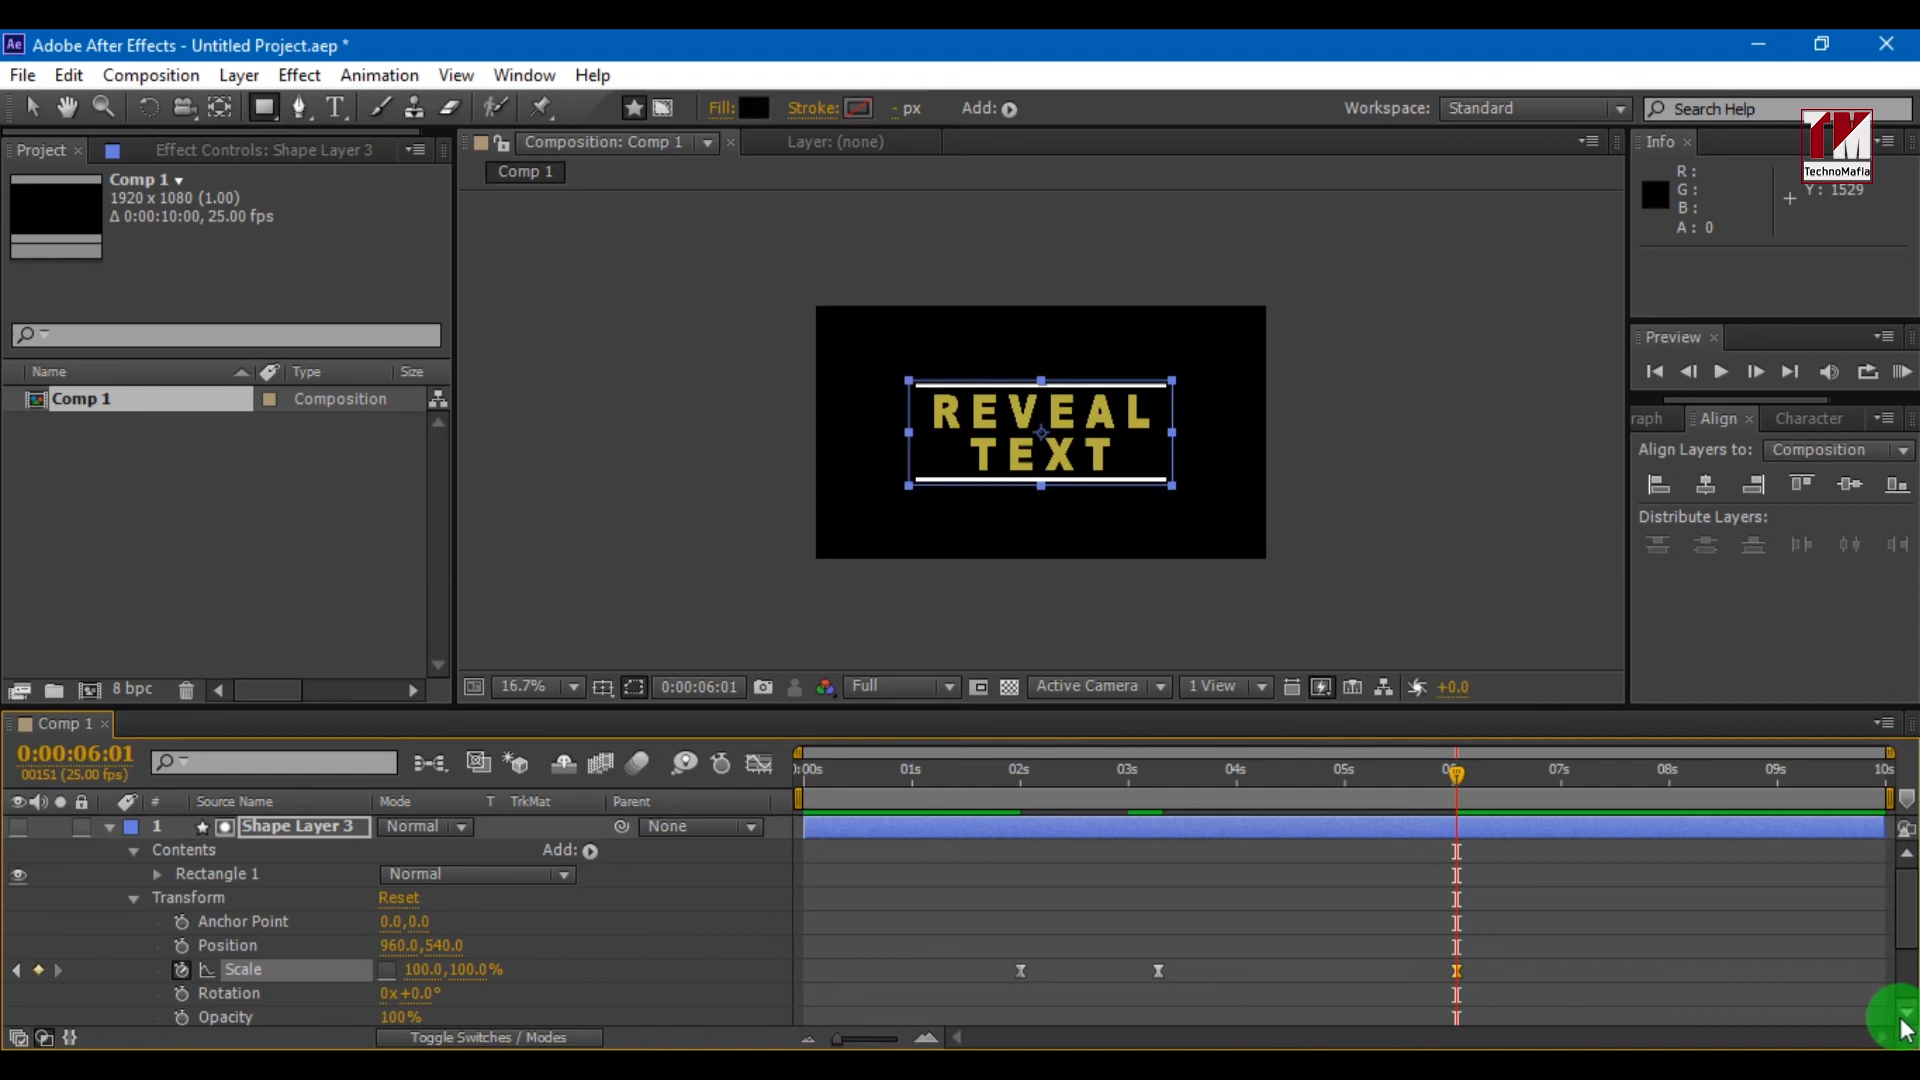 Ae Adobe After Effects - Untitled Project.aep *
File Edit Composition Layer Effect Animation View Window Help
Fill: Stroke: - px Add: Workspace: Standard Search Help
Project Effect Controls: Shape Layer 3 Composition: Comp 1 Layer: (none) Info
TM
TechnoMafia
Comp 1
Comp 1
1920 x 1080 (1.00)
Δ 0:00:10:00, 25.00 fps
R :
G :
B :
A : 0
Y : 1529
REVEAL
TEXT
Preview
Name Type Size
Comp 1 Composition
raph Align Character
Align Layers to: Composition
Distribute Layers:
8 bpc 16.7% 0:00:06:01 Full Active Camera 1 View +0.0
Comp 1
0:00:06:01
00151 (25.00 fps)
):00s 01s 02s 03s 04s 05s 07s 08s 09s 10s
# Source Name Mode T TrkMat Parent
1 Shape Layer 3 Normal None
Contents Add:
Rectangle 1 Normal
Transform Reset
Anchor Point 0.0,0.0
Position 960.0,540.0
Scale 100.0,100.0%
Rotation 0x+0.0°
Opacity 100%
Toggle Switches / Modes